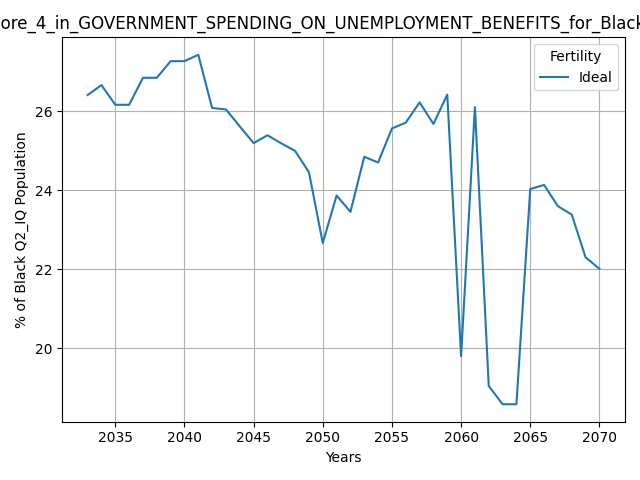 ore_4_in_GOVERNMENT_SPENDING_ON_UNEMPLOYMENT_BENEFITS_for_Black
Fertility
Ideal
% of Black Q2_IQ Population
26
24
22
20
2035 2040 2045 2050 2055 2060 2065 2070
Years